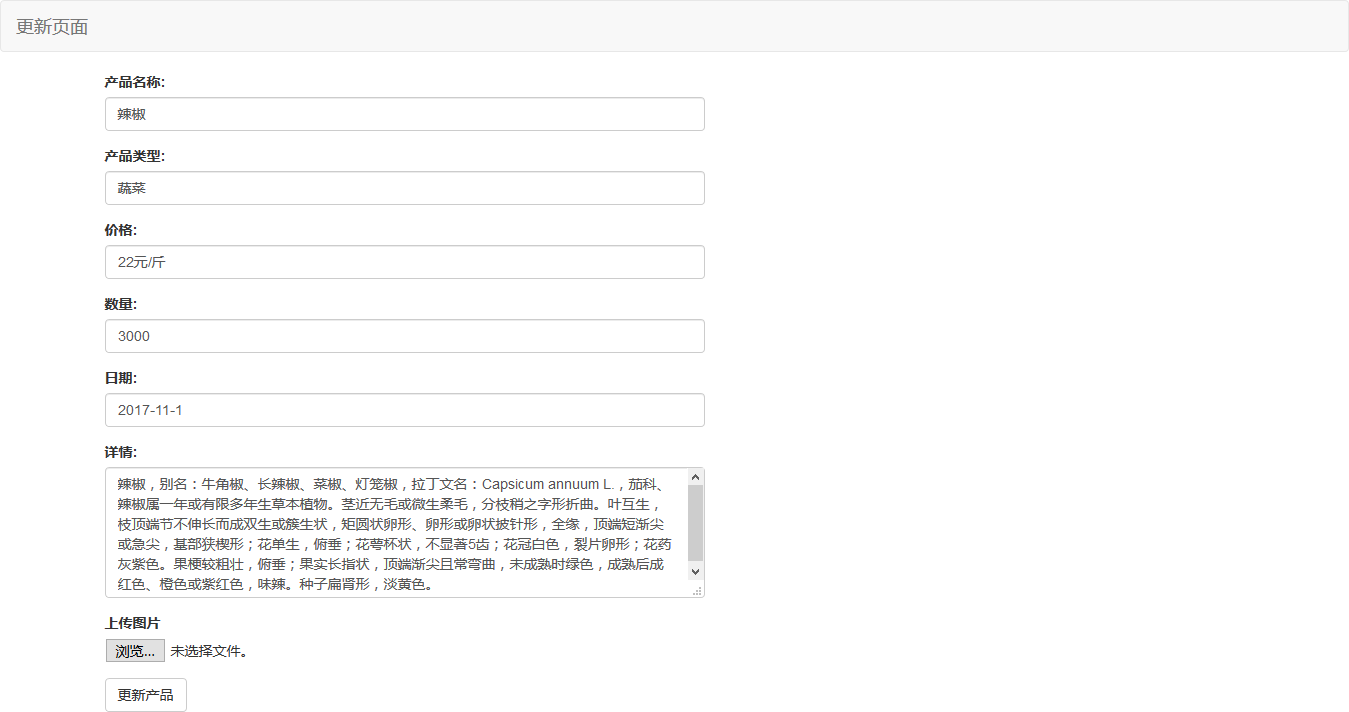 更新页面
产品名称:
辣椒
产品类型:
蔬菜
价格:
22元/斤
数量:
3000
日期:
2017-11-1
详情:
辣椒，别名：牛角椒、长辣椒、菜椒、灯笼椒，拉丁文名：Capsicum annuum L.，茄科、
辣椒属一年或有限多年生草本植物。茎近无毛或微生柔毛，分枝稍之字形折曲。叶互生，
枝顶端节不伸长而成双生或簇生状，矩圆状卵形、卵形或卵状披针形，全缘，顶端短渐尖
或急尖，基部狭楔形；花单生，俯垂；花萼杯状，不显著5齿；花冠白色，裂片卵形；花药
灰紫色。果梗较粗壮，俯垂；果实长指状，顶端渐尖且常弯曲，未成熟时绿色，成熟后成
红色、橙色或紫红色，味辣。种子扁肾形，淡黄色。
上传图片
浏览... 未选择文件。
更新产品